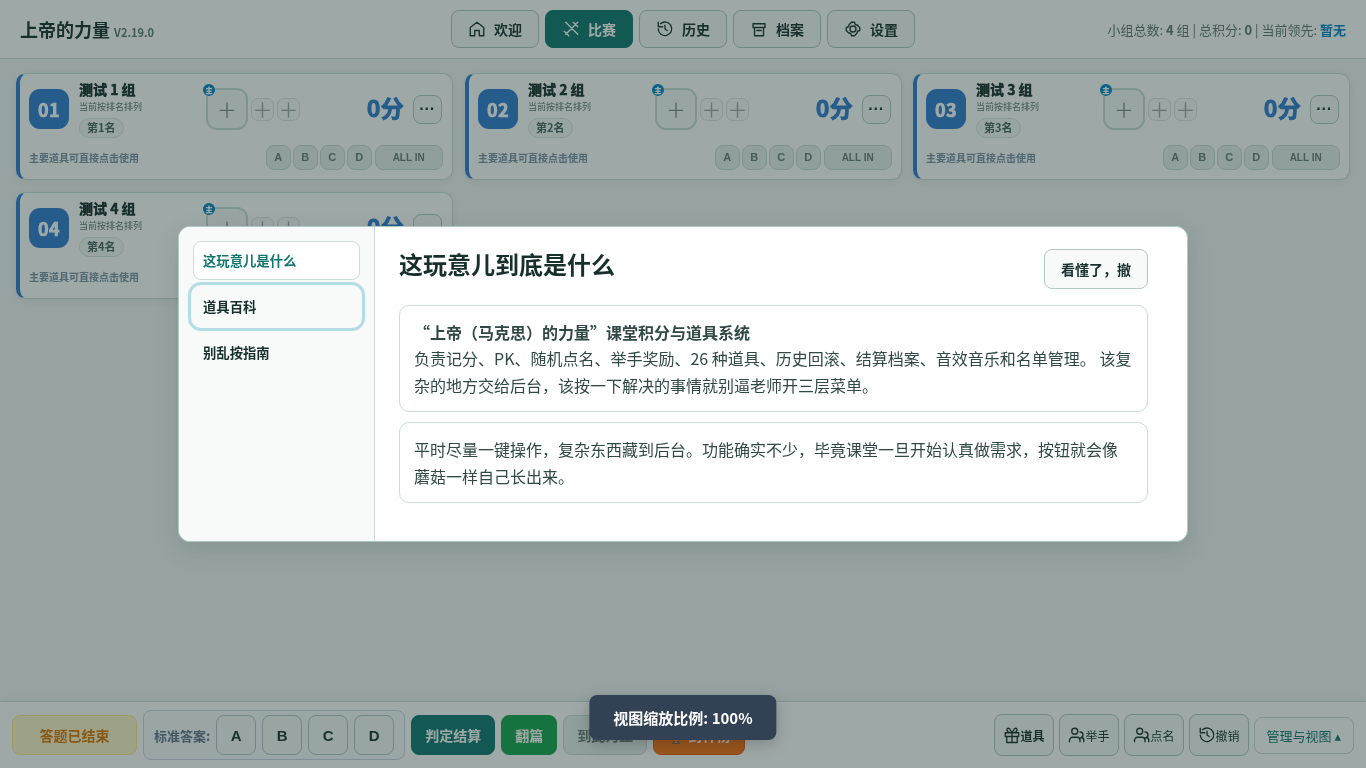 上帝的力量 V2.19.0
欢迎
比赛
历史
档案
设置
小组总数: 4 组 | 总积分: 0 | 当前领先: 暂无
01
测试 1 组
当前按排名排列
第1名
主
0分
...
主要道具可直接点击使用
A
B
C
D
ALL IN
02
测试 2 组
当前按排名排列
第2名
主
0分
...
主要道具可直接点击使用
A
B
C
D
ALL IN
03
测试 3 组
当前按排名排列
第3名
主
0分
...
主要道具可直接点击使用
A
B
C
D
ALL IN
04
测试 4 组
当前按排名排列
第4名
主
0分
主要道具可直接点击使用
这玩意儿是什么
道具百科
别乱按指南
这玩意儿到底是什么
看懂了，撤
“上帝（马克思）的力量”课堂积分与道具系统
负责记分、PK、随机点名、举手奖励、26 种道具、历史回滚、结算档案、音效音乐和名单管理。 该复
杂的地方交给后台，该按一下解决的事情就别逼老师开三层菜单。
平时尽量一键操作，复杂东西藏到后台。功能确实不少，毕竟课堂一旦开始认真做需求，按钮就会像
蘑菇一样自己长出来。
视图缩放比例: 100%
答题已结束
标准答案:
A
B
C
D
判定结算
翻篇
道具
举手
点名
撤销
管理与视图 ▴